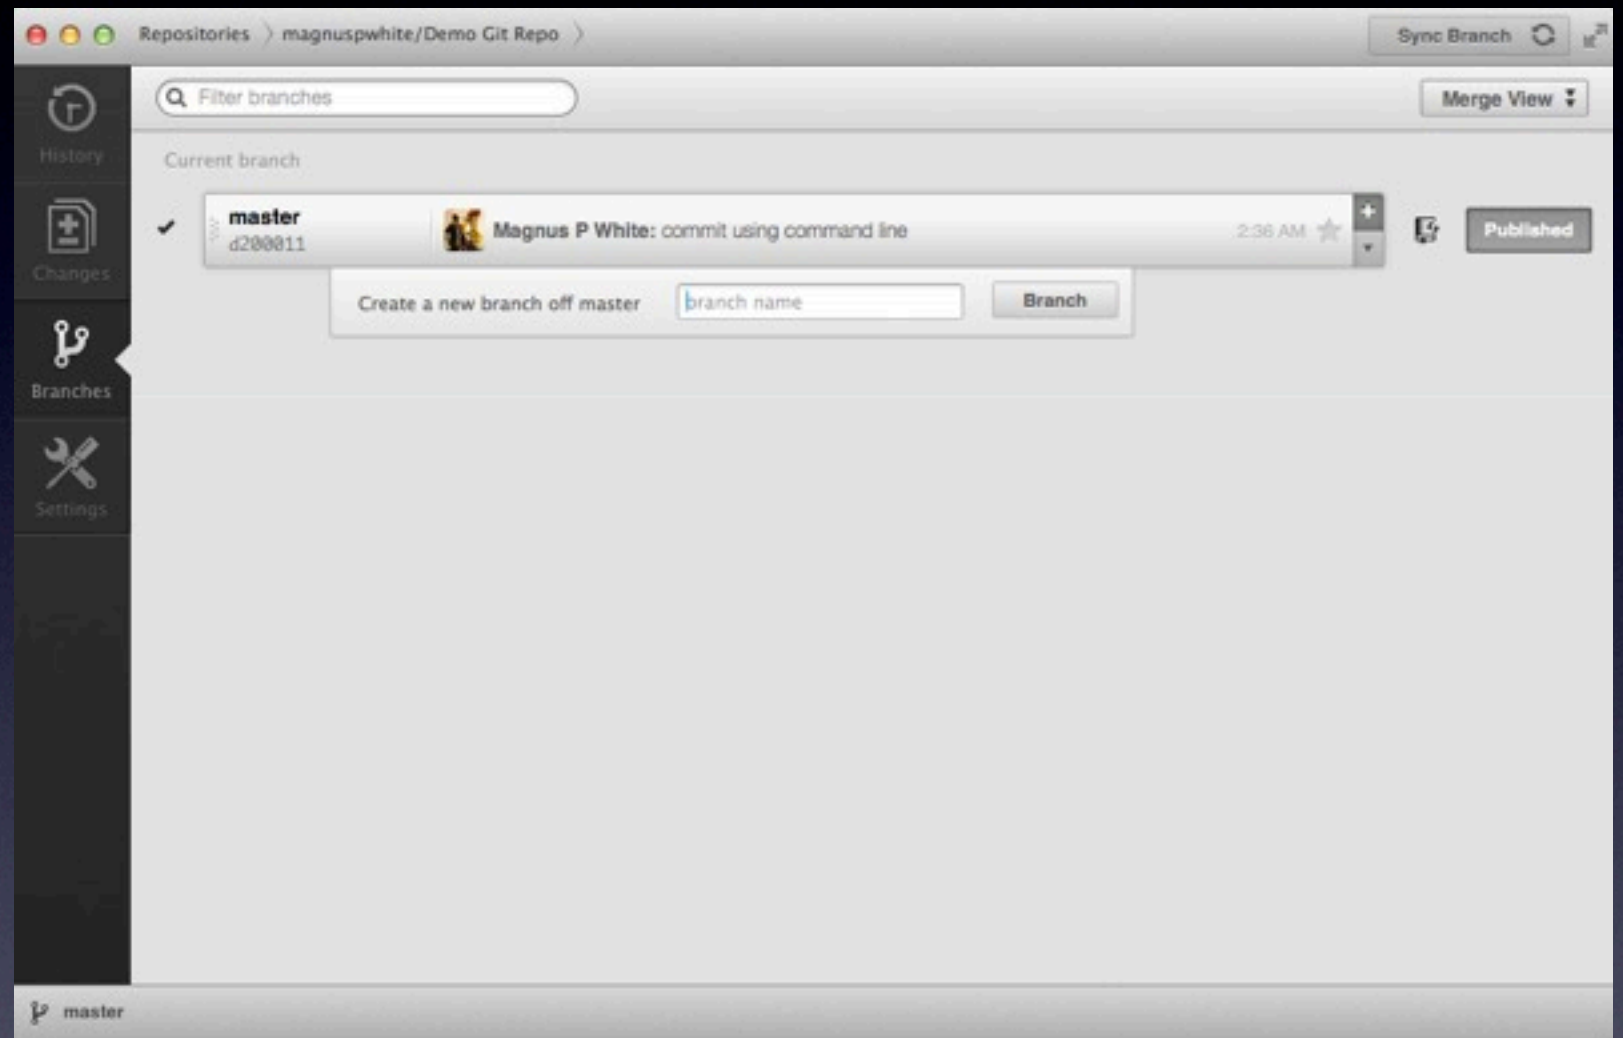 Repositories magnuspwhite/Demo Git Repo Sync Branch
Filter branches Merge View
History
Current branch
master Magnus P White: commit using command line 2:36 AM Published
d200011
Changes
Create a new branch off master branch name Branch
Branches
Settings
master